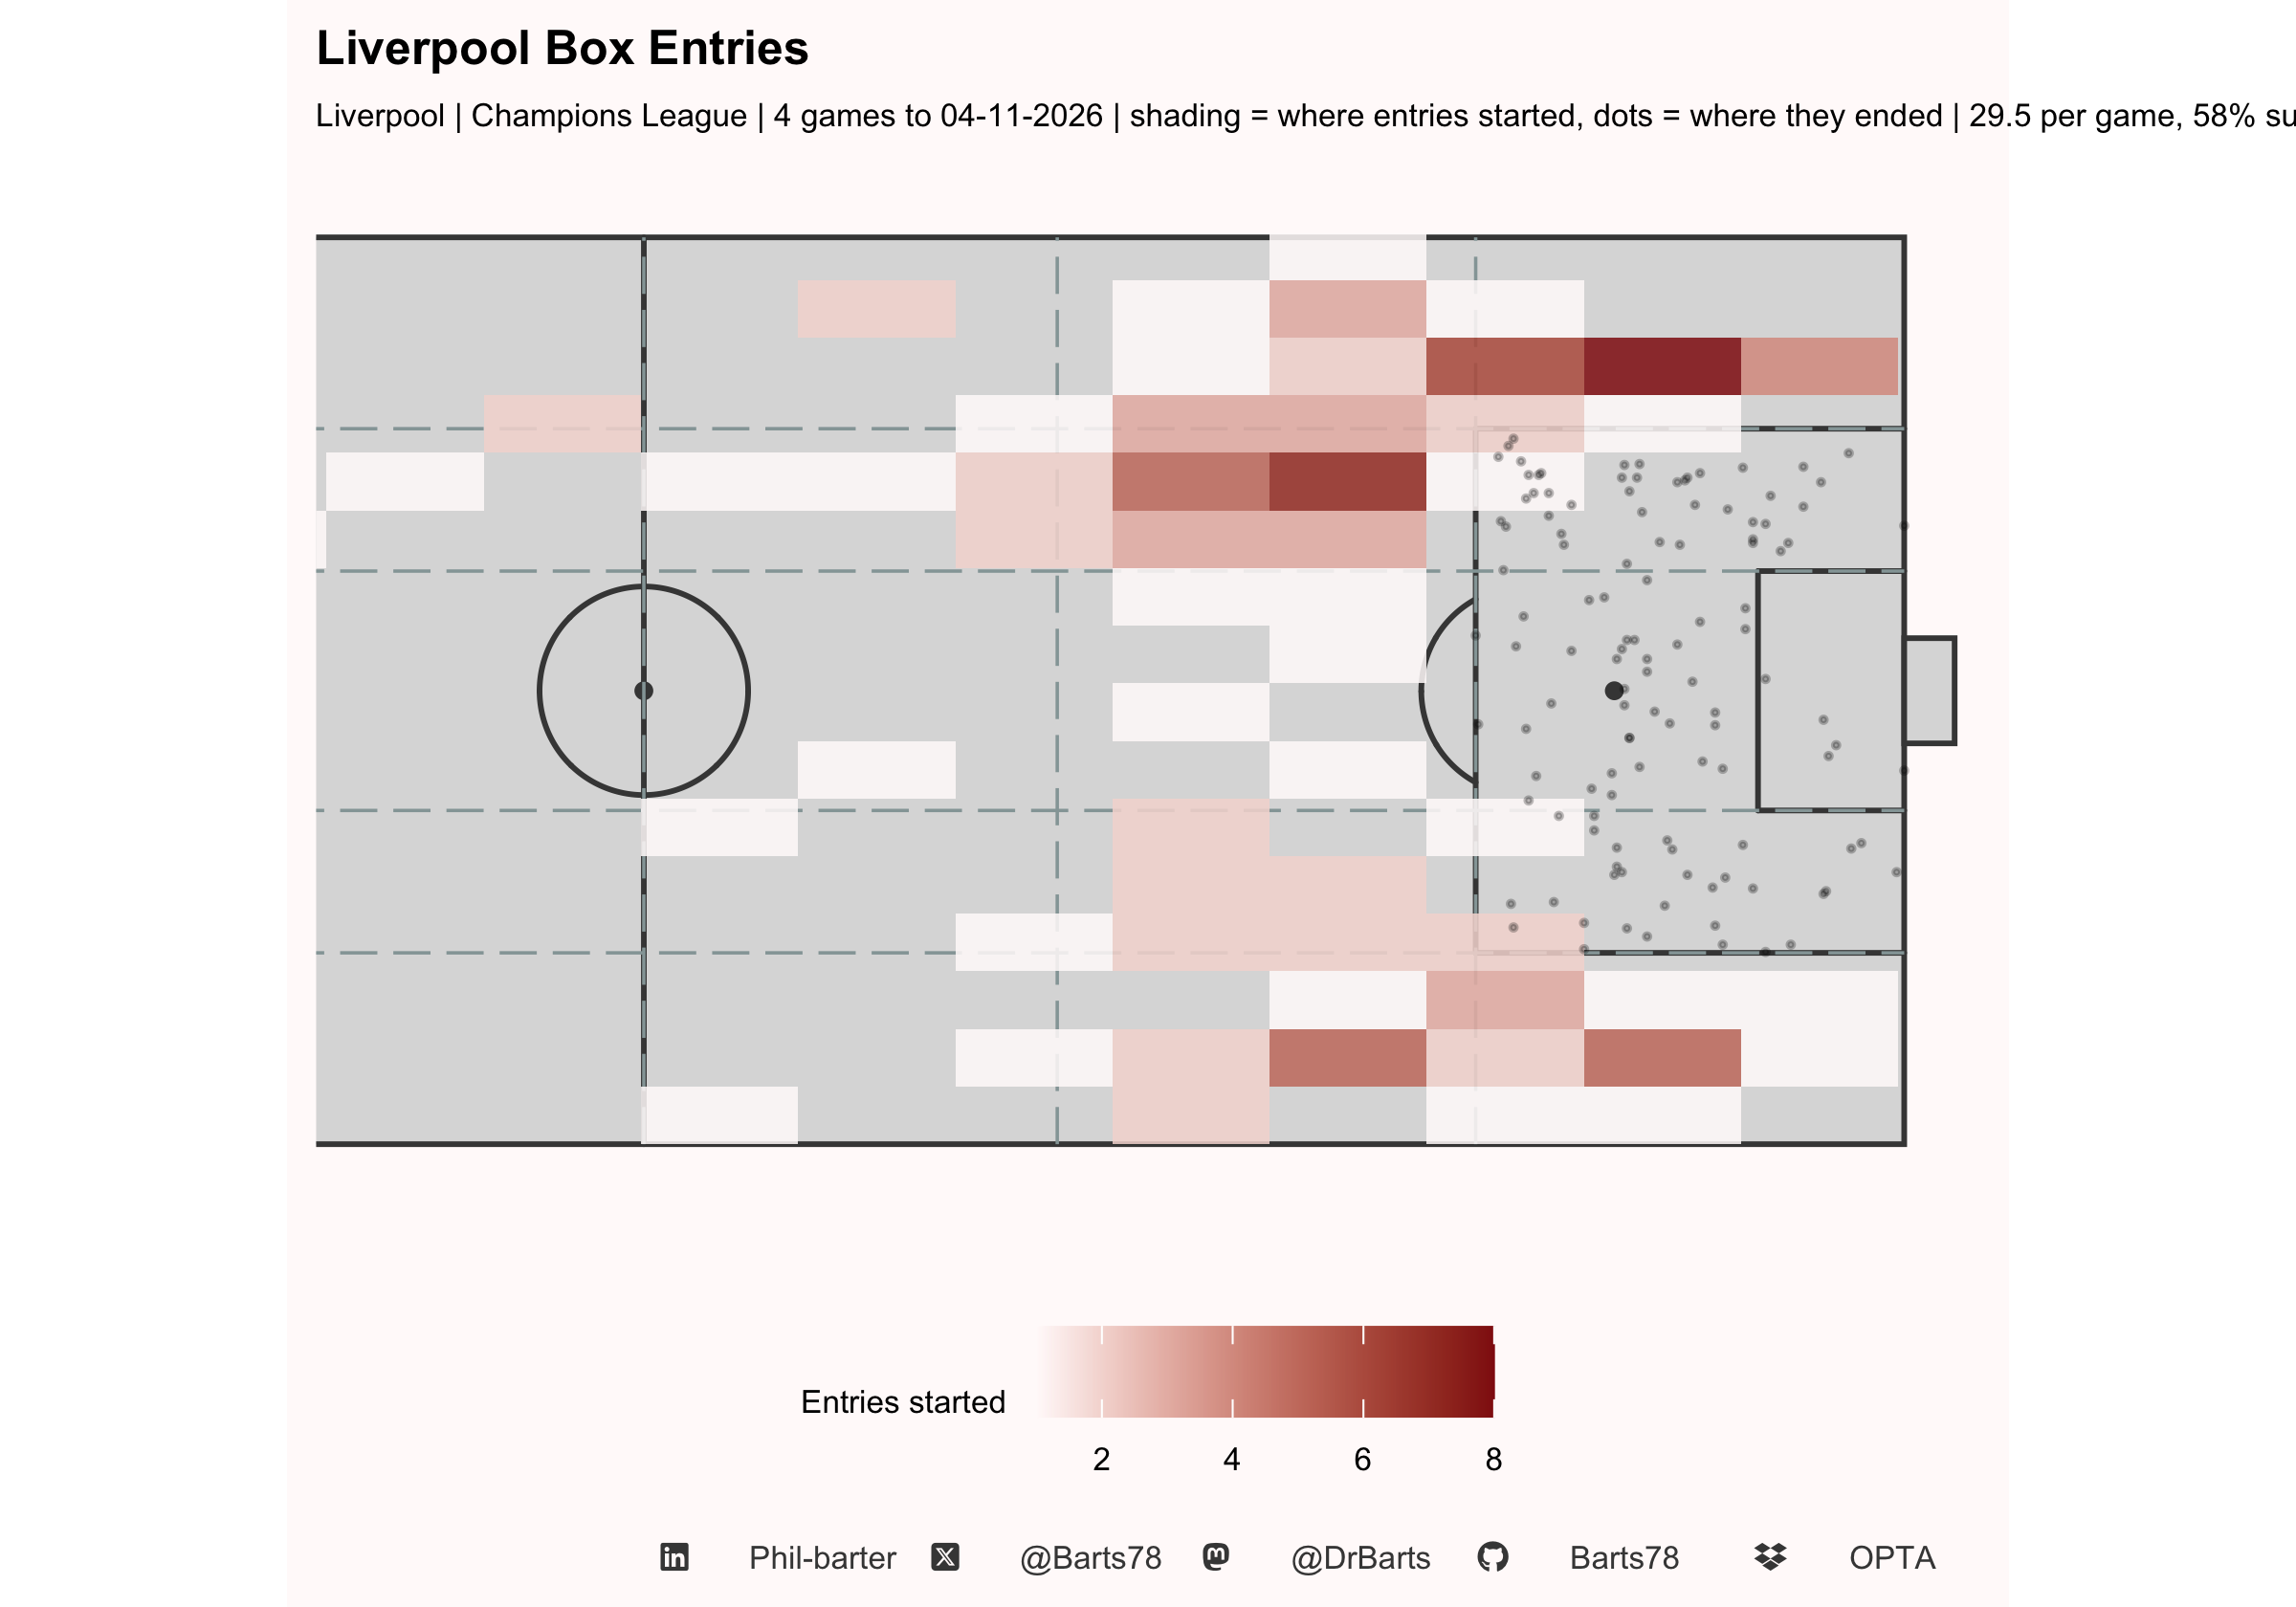 Liverpool Box Entries
Liverpool | Champions League | 4 games to 04-11-2026 | shading = where entries started, dots = where they ended | 29.5 per game, 58% su
Entries started
2 4 6 8
Phil-barter @Barts78 @DrBarts Barts78 OPTA